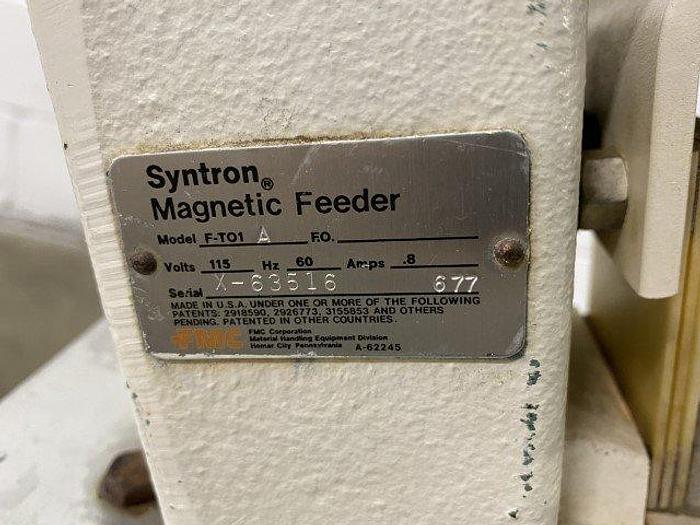 Syntron®
Magnetic Feeder
Model F-TO1 A F.O.
Volts 115 Hz 60 Amps .8
Serial X-63516 677
MADE IN U.S.A. UNDER ONE OR MORE OF THE FOLLOWING
PATENTS: 2918590, 2926773, 3155853 AND OTHERS
PENDING. PATENTED IN OTHER COUNTRIES.
FMC FMC Corporation
Material Handling Equipment Division
Homer City Pennsylvania A-62245